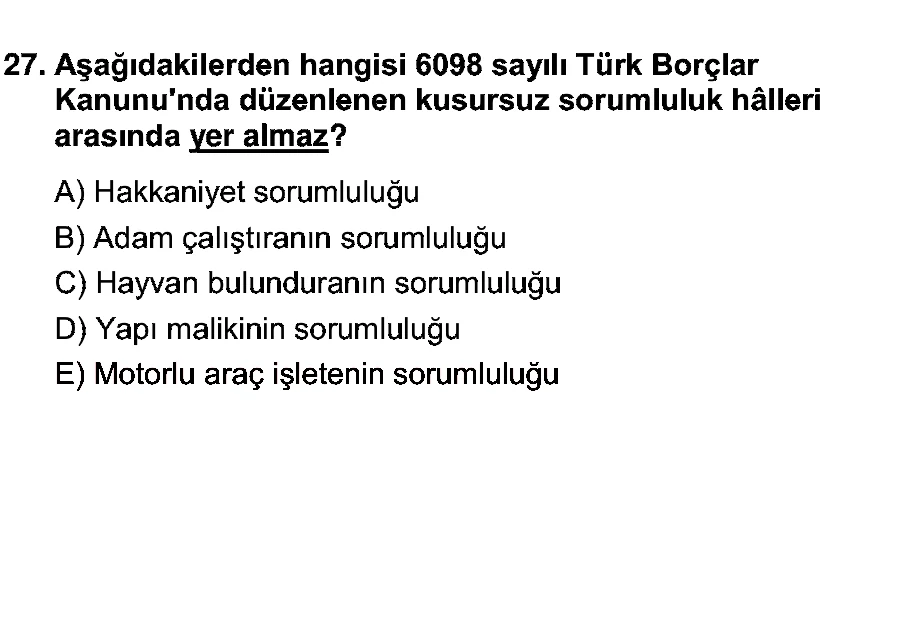 27. Aşağıdakilerden hangisi 6098 sayılı Türk Borçlar
Kanunu'nda düzenlenen kusursuz sorumluluk hâlleri
arasında yer almaz?
A) Hakkaniyet sorumluluğu
B) Adam çalıştıranın sorumluluğu
C) Hayvan bulunduranın sorumluluğu
D) Yapı malikinin sorumluluğu
E) Motorlu araç işletenin sorumluluğu